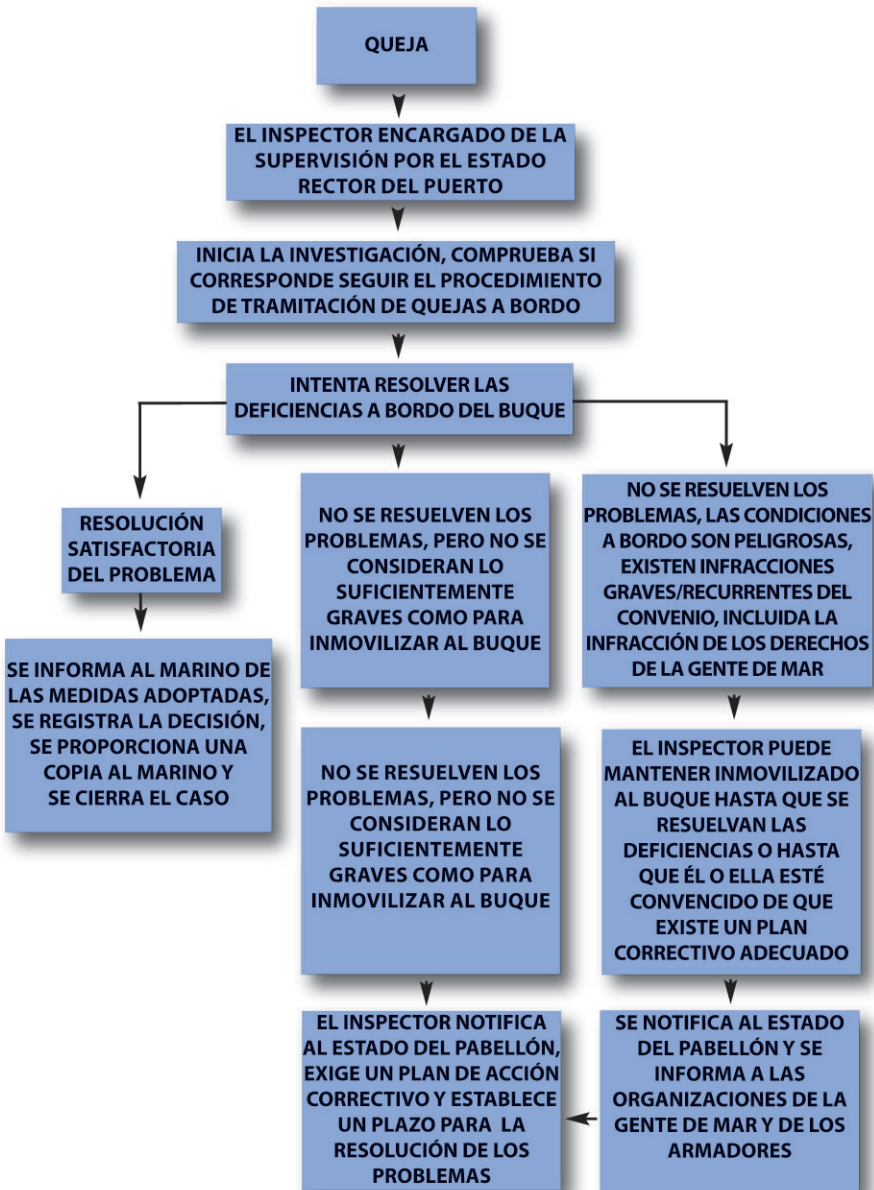 QUEJA
EL INSPECTOR ENCARGADO DE LA
SUPERVISIÓN POR EL ESTADO
RECTOR DEL PUERTO
INICIA LA INVESTIGACIÓN, COMPRUEBA SI
CORRESPONDE SEGUIR EL PROCEDIMIENTO
DE TRAMITACIÓN DE QUEJAS A BORDO
INTENTA RESOLVER LAS
DEFICIENCIAS A BORDO DEL BUQUE
RESOLUCIÓN
SATISFACTORIA
DEL PROBLEMA
SE INFORMA AL MARINO DE
LAS MEDIDAS ADOPTADAS,
SE REGISTRA LA DECISIÓN,
SE PROPORCIONA UNA
COPIA AL MARINO Y
SE CIERRA EL CASO
NO SE RESUELVEN LOS
PROBLEMAS, PERO NO SE
CONSIDERAN LO
SUFICIENTEMENTE
GRAVES COMO PARA
INMOVILIZAR AL BUQUE
NO SE RESUELVEN LOS
PROBLEMAS, PERO NO SE
CONSIDERAN LO
SUFICIENTEMENTE
GRAVES COMO PARA
INMOVILIZAR AL BUQUE
EL INSPECTOR NOTIFICA
AL ESTADO DEL PABELLÓN,
EXIGE UN PLAN DE ACCIÓN
CORRECTIVO Y ESTABLECE
UN PLAZO PARA LA
RESOLUCIÓN DE LOS
PROBLEMAS
NO SE RESUELVEN LOS
PROBLEMAS, LAS CONDICIONES
A BORDO SON PELIGROSAS,
EXISTEN INFRACCIONES
GRAVES/RECURRENTES DEL
CONVENIO, INCLUIDA LA
INFRACCIÓN DE LOS DERECHOS
DE LA GENTE DE MAR
EL INSPECTOR PUEDE
MANTENER INMOVILIZADO
AL BUQUE HASTA QUE SE
RESUELVAN LAS
DEFICIENCIAS O HASTA
QUE ÉL O ELLA ESTÉ
CONVENCIDO DE QUE
EXISTE UN PLAN
CORRECTIVO ADECUADO
SE NOTIFICA AL ESTADO
DEL PABELLÓN Y SE
INFORMA A LAS
ORGANIZACIONES DE LA
GENTE DE MAR Y DE LOS
ARMADORES